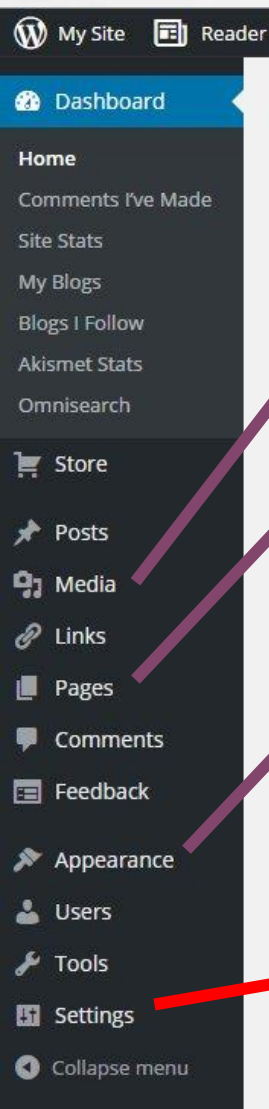 My Site Reader
Dashboard
Home
Comments I've Made
Site Stats
My Blogs
Blogs I Follow
Akismet Stats
Omnisearch
Store
Posts
Media
Links
Pages
Comments
Feedback
Appearance
Users
Tools
Settings
Collapse menu